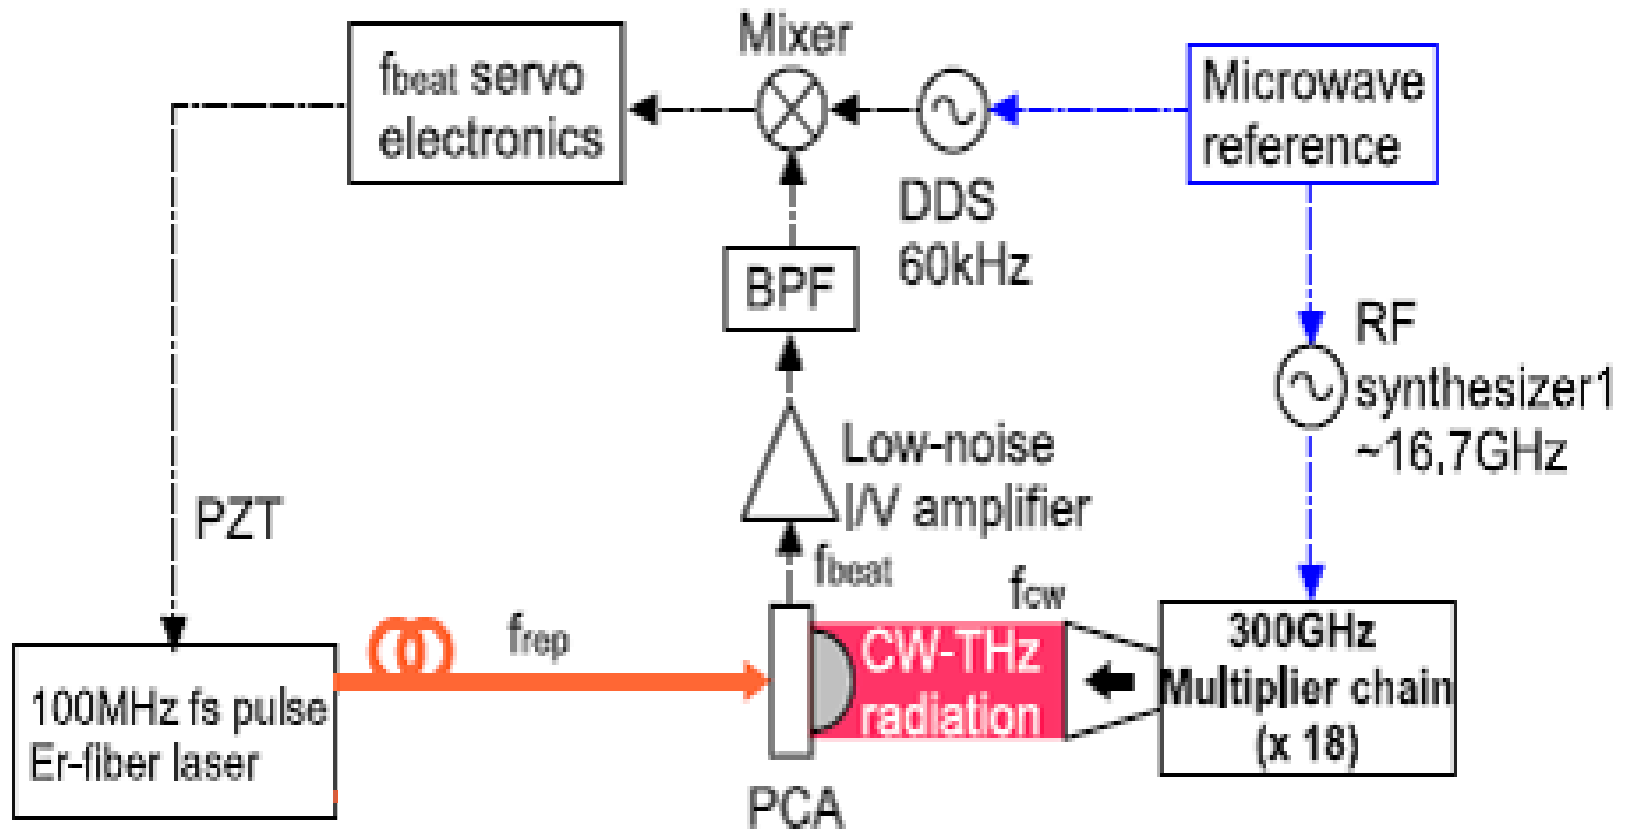 Mixer
fbeat servo
electronics
Microwave
reference
DDS
60kHz
BPF
RF
synthesizer1
~16,7GHz
Low-noise
I/V amplifier
PZT
fbeat
fcw
frep
100MHz fs pulse
Er-fiber laser
CW-THz
radiation
300GHz
Multiplier chain
(x 18)
PCA